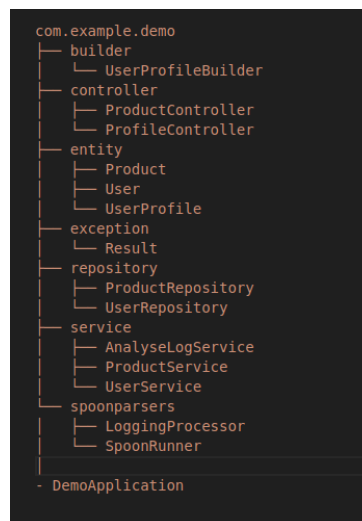 com.example.demo
├── builder
│   └── UserProfileBuilder
├── controller
│   ├── ProductController
│   └── ProfileController
├── entity
│   ├── Product
│   ├── User
│   └── UserProfile
├── exception
│   └── Result
├── repository
│   ├── ProductRepository
│   └── UserRepository
├── service
│   ├── AnalyseLogService
│   ├── ProductService
│   └── UserService
└── spoonparsers
│   ├── LoggingProcessor
│   └── SpoonRunner
│
- DemoApplication